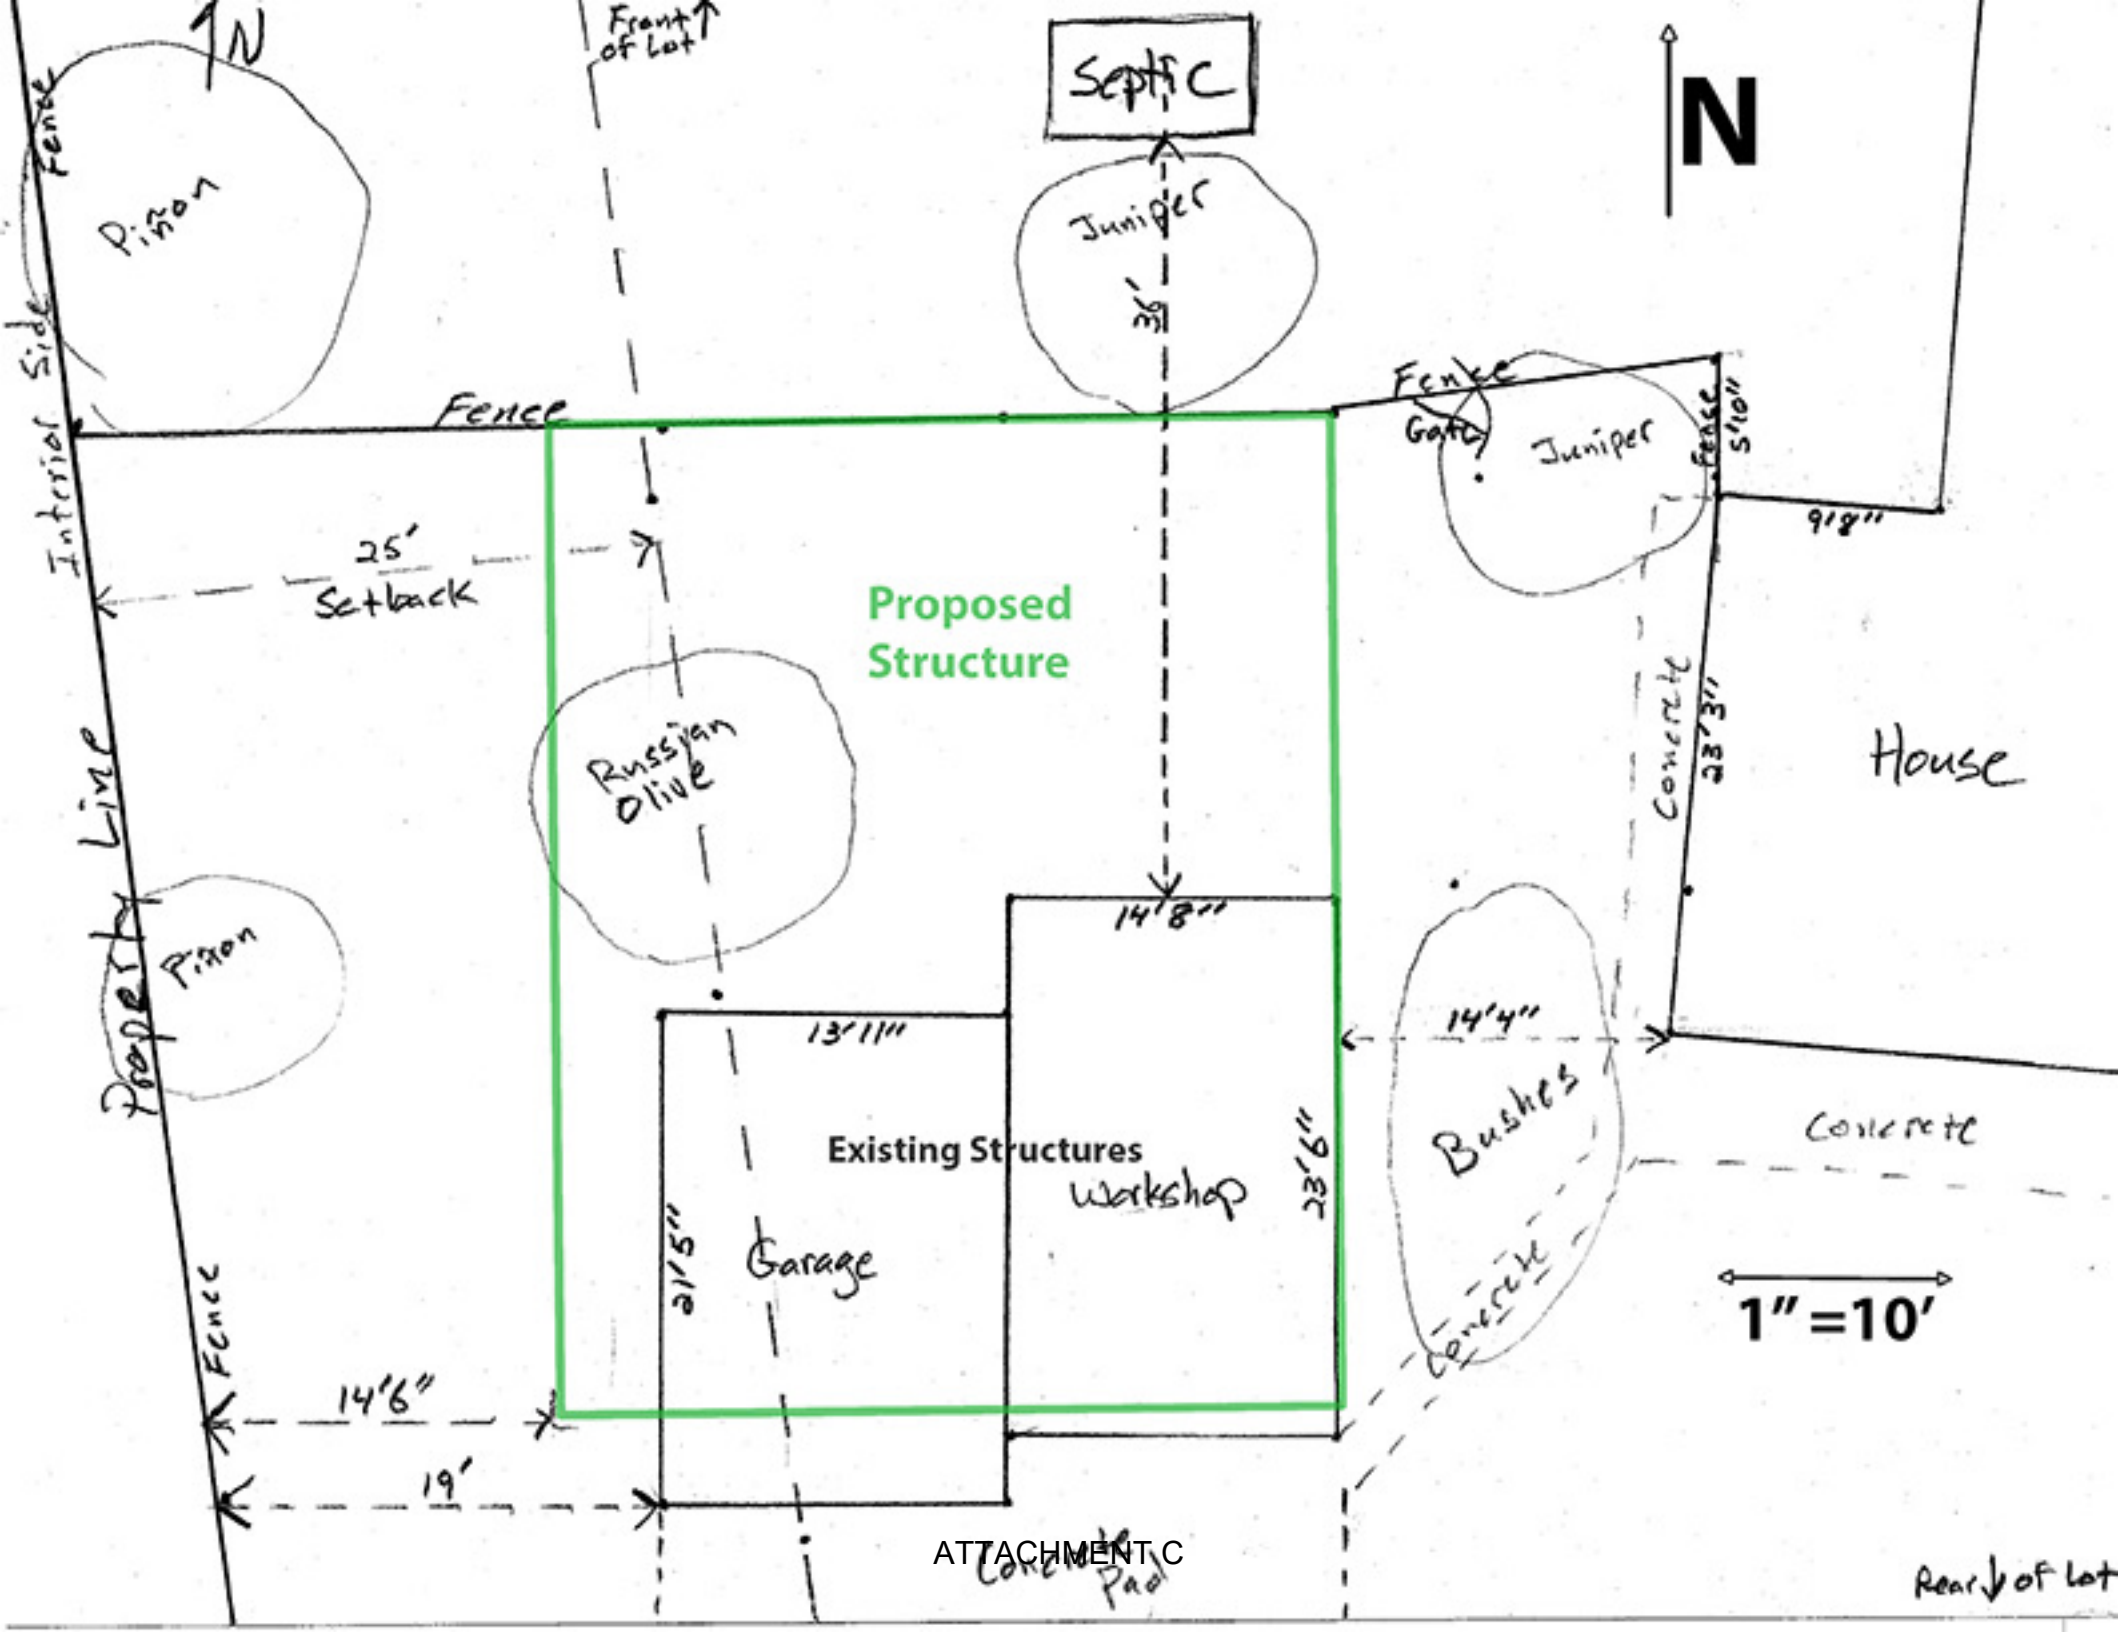 N
Front
of Lot
Septic
N
Fence
Piñon
Juniper
Interior Side
Fence
Fence
Gate
Juniper
Fence
5'10"
9'8"
25'
Setback
Proposed
Structure
Russian
Olive
Concrete
23'3"
House
Property Line
Piñon
14'8"
13'11"
14'4"
Bushes
Existing Structures
Workshop
23'6"
Garage
21'5"
Concrete
Concrete
1" =10'
Fence
14'6"
19'
ATTACHMENT C
Concrete
Pad
Rear of Lot